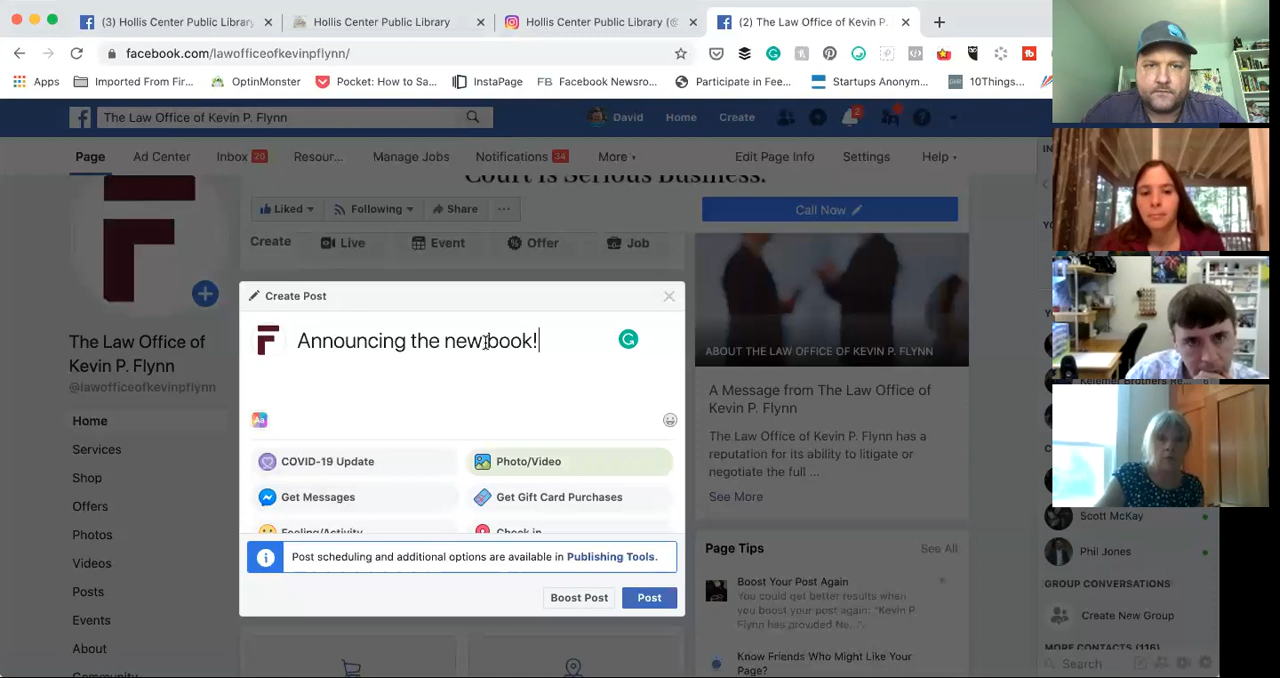 (3) Hollis Center Public Library
Hollis Center Public Library
Hollis Center Public Library (@
(2) The Law Office of Kevin P.
facebook.com/lawofficeofkevinpflynn/
Apps
Imported From Fir...
OptinMonster
Pocket: How to Sa...
InstaPage
FB Facebook Newsro...
Participate in Fee...
Startups Anonym...
10Things...
The Law Office of Kevin P. Flynn
David
Home
Create
2
Page
Ad Center
Inbox 20
Resour...
Manage Jobs
Notifications 34
More
Edit Page Info
Settings
Help
Court is Serious Business.
Liked
Following
Share
...
Call Now
Create
Live
Event
Offer
Job
Create Post
Announcing the new book!
Aa
COVID-19 Update
Photo/Video
Get Messages
Get Gift Card Purchases
Feeling/Activity
Check in
Post scheduling and additional options are available in Publishing Tools.
Boost Post
Post
The Law Office of
Kevin P. Flynn
@lawofficeofkevinpflynn
Home
Services
Shop
Offers
Photos
Videos
Posts
Events
About
Community
ABOUT THE LAW OFFICE OF KEVIN P. FLYNN
A Message from The Law Office of
Kevin P. Flynn
The Law Office of Kevin P. Flynn has a
reputation for its ability to litigate or
negotiate the full ...
See More
Page Tips
See All
Boost Your Post Again
You could get better results when
you boost your post again: "Kevin P.
Flynn has provided Ne...".
Know Friends Who Might Like Your
Page?
Scott McKay
Phil Jones
GROUP CONVERSATIONS
Create New Group
MORE CONTACTS (116)
Search